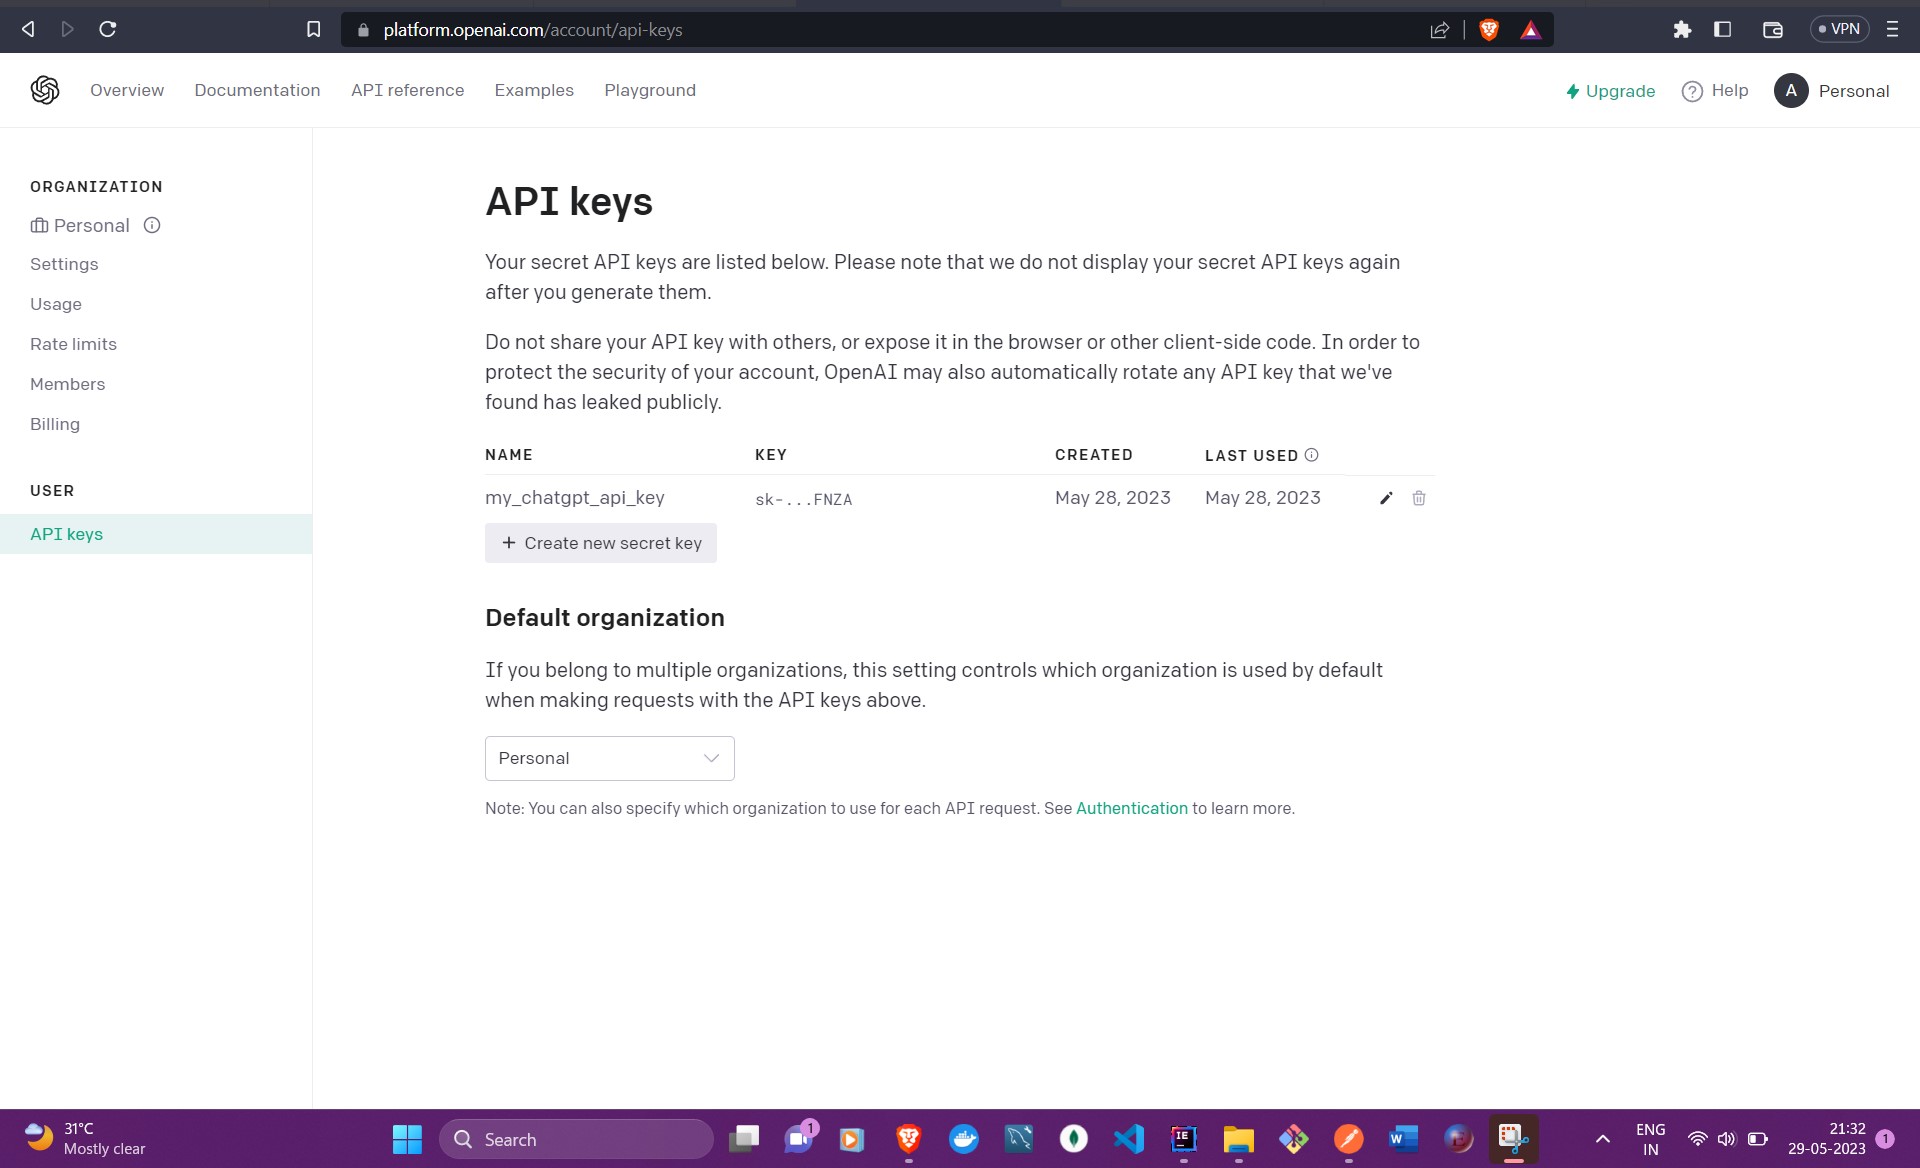 platform.openai.com/account/api-keys
VPN
Overview Documentation API reference Examples Playground
Upgrade Help A Personal
ORGANIZATION
Personal
Settings
Usage
Rate limits
Members
Billing
USER
API keys
API keys
Your secret API keys are listed below. Please note that we do not display your secret API keys again
after you generate them.
Do not share your API key with others, or expose it in the browser or other client-side code. In order to
protect the security of your account, OpenAI may also automatically rotate any API key that we've
found has leaked publicly.
NAME KEY CREATED LAST USED
my_chatgpt_api_key sk-...FNZA May 28, 2023 May 28, 2023
+ Create new secret key
Default organization
If you belong to multiple organizations, this setting controls which organization is used by default
when making requests with the API keys above.
Personal
Note: You can also specify which organization to use for each API request. See Authentication to learn more.
31°C
Mostly clear
Search
1
IE
W
ENG
IN
21:32
29-05-2023
1